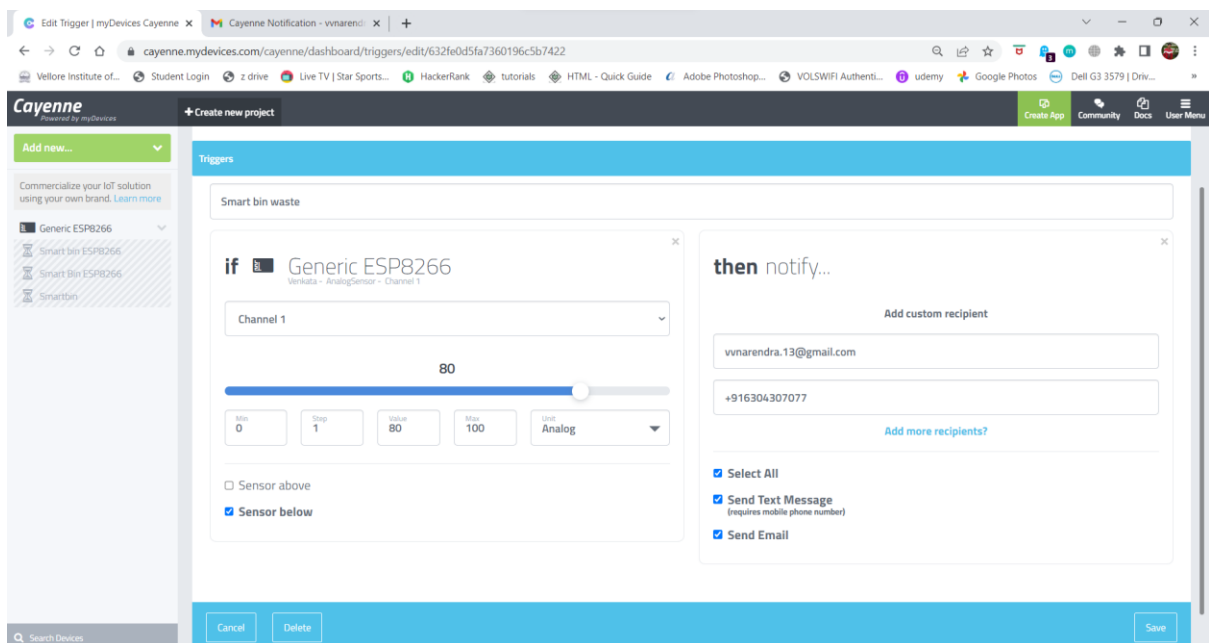 Edit Trigger | myDevices Cayenne
Cayenne Notification - vvnarend
cayenne.mydevices.com/cayenne/dashboard/triggers/edit/632fe0d5fa7360196c5b7422
Vellore Institute of... Student Login z drive Live TV | Star Sports... HackerRank tutorials HTML - Quick Guide Adobe Photoshop... VOLSWIFI Authenti... udemy Google Photos Dell G3 3579 | Driv...
Cayenne
Powered by myDevices
+ Create new project
Create App
Community
Docs
User Menu
Add new...
Commercialize your IoT solution
using your own brand. Learn more
Generic ESP8266
Smart bin ESP8266
Smart Bin ESP8266
Smartbin
Search Devices
Triggers
Smart bin waste
if Generic ESP8266
Venkata - AnalogSensor - Channel 1
Channel 1
80
Min
0
Step
1
Value
80
Max
100
Unit
Analog
Sensor above
Sensor below
then notify...
Add custom recipient
vvnarendra.13@gmail.com
+916304307077
Add more recipients?
Select All
Send Text Message
(requires mobile phone number)
Send Email
Cancel
Delete
Save